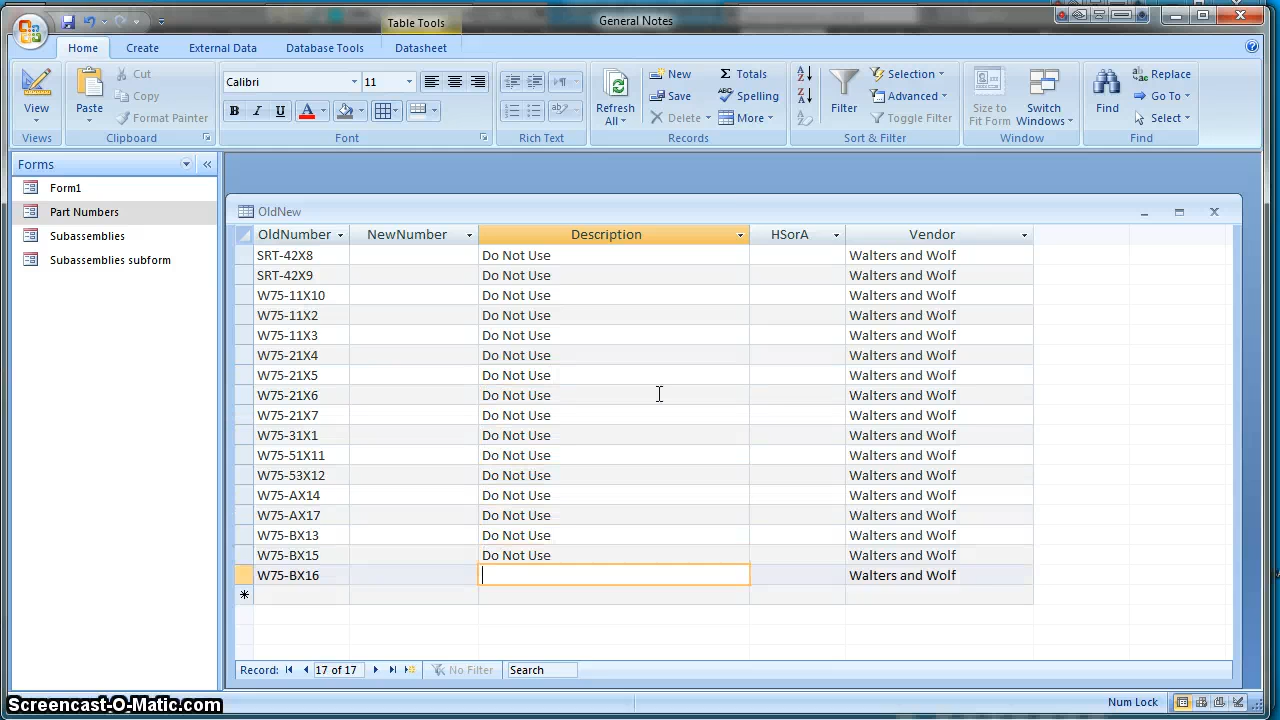 Table Tools
General Notes
Home Create External Data Database Tools Datasheet
View
Views
Paste
Cut
Copy
Format Painter
Clipboard
Calibri 11
B I U A
Font
Rich Text
Refresh All
New
Save
Delete
Totals
Spelling
More
Records
Filter
Selection
Advanced
Toggle Filter
Sort & Filter
Size to Fit Form
Switch Windows
Window
Find
Replace
Go To
Select
Find
Forms
Form1
Part Numbers
Subassemblies
Subassemblies subform
OldNew
OldNumber NewNumber Description HSorA Vendor
SRT-42X8 Do Not Use Walters and Wolf
SRT-42X9 Do Not Use Walters and Wolf
W75-11X10 Do Not Use Walters and Wolf
W75-11X2 Do Not Use Walters and Wolf
W75-11X3 Do Not Use Walters and Wolf
W75-21X4 Do Not Use Walters and Wolf
W75-21X5 Do Not Use Walters and Wolf
W75-21X6 Do Not Use Walters and Wolf
W75-21X7 Do Not Use Walters and Wolf
W75-31X1 Do Not Use Walters and Wolf
W75-51X11 Do Not Use Walters and Wolf
W75-53X12 Do Not Use Walters and Wolf
W75-AX14 Do Not Use Walters and Wolf
W75-AX17 Do Not Use Walters and Wolf
W75-BX13 Do Not Use Walters and Wolf
W75-BX15 Do Not Use Walters and Wolf
W75-BX16 Walters and Wolf
Record: 17 of 17 No Filter Search
Num Lock
Screencast-O-Matic.com